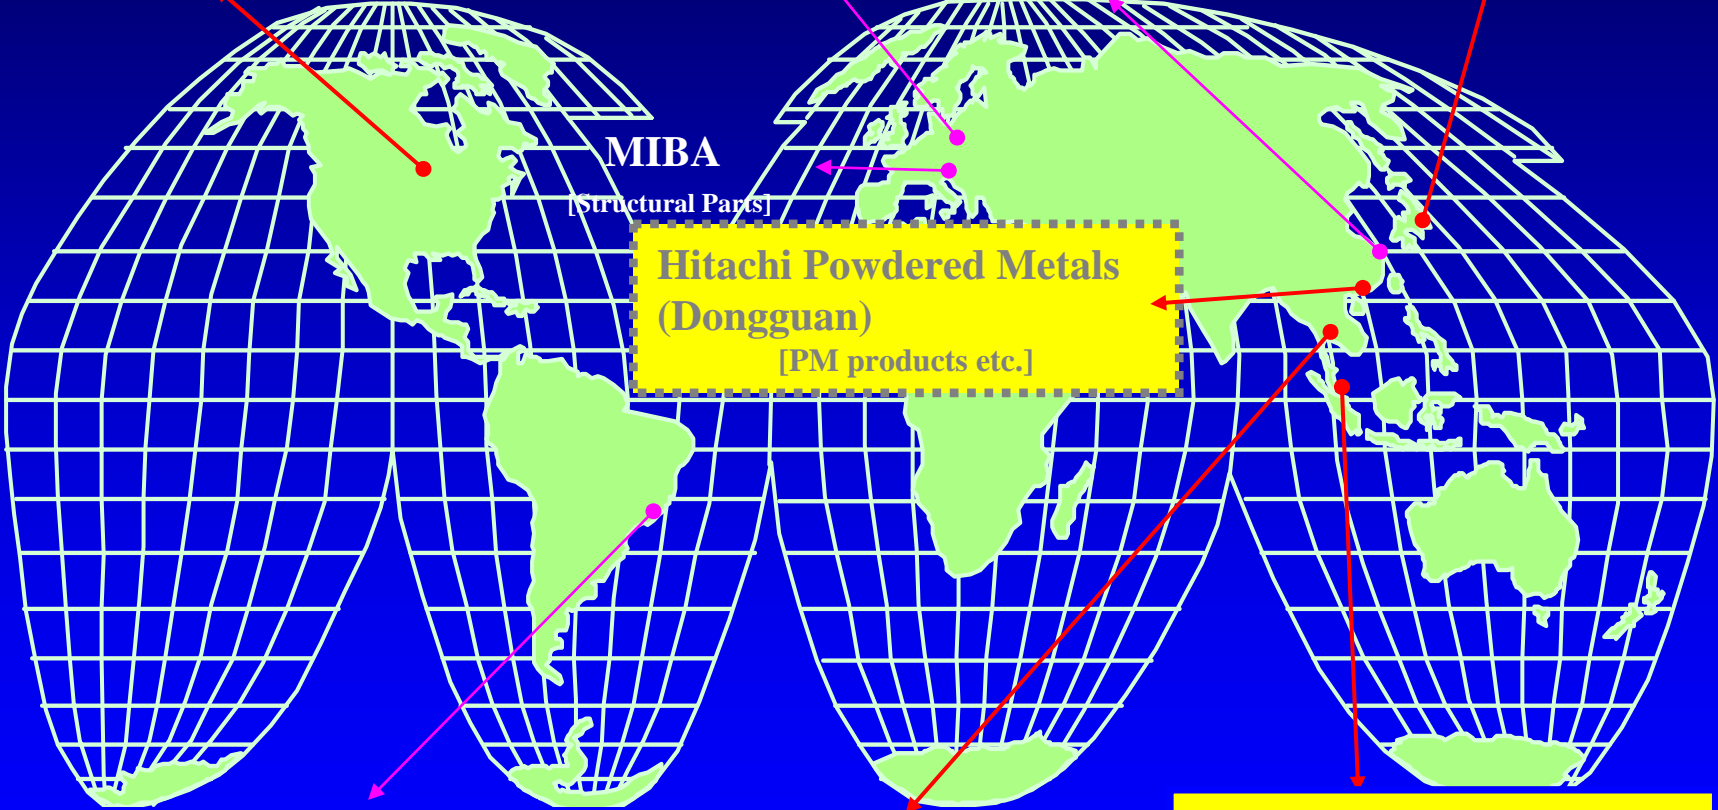 MIBA
[Structural Parts]
Hitachi Powdered Metals
(Dongguan)
[PM products etc.]